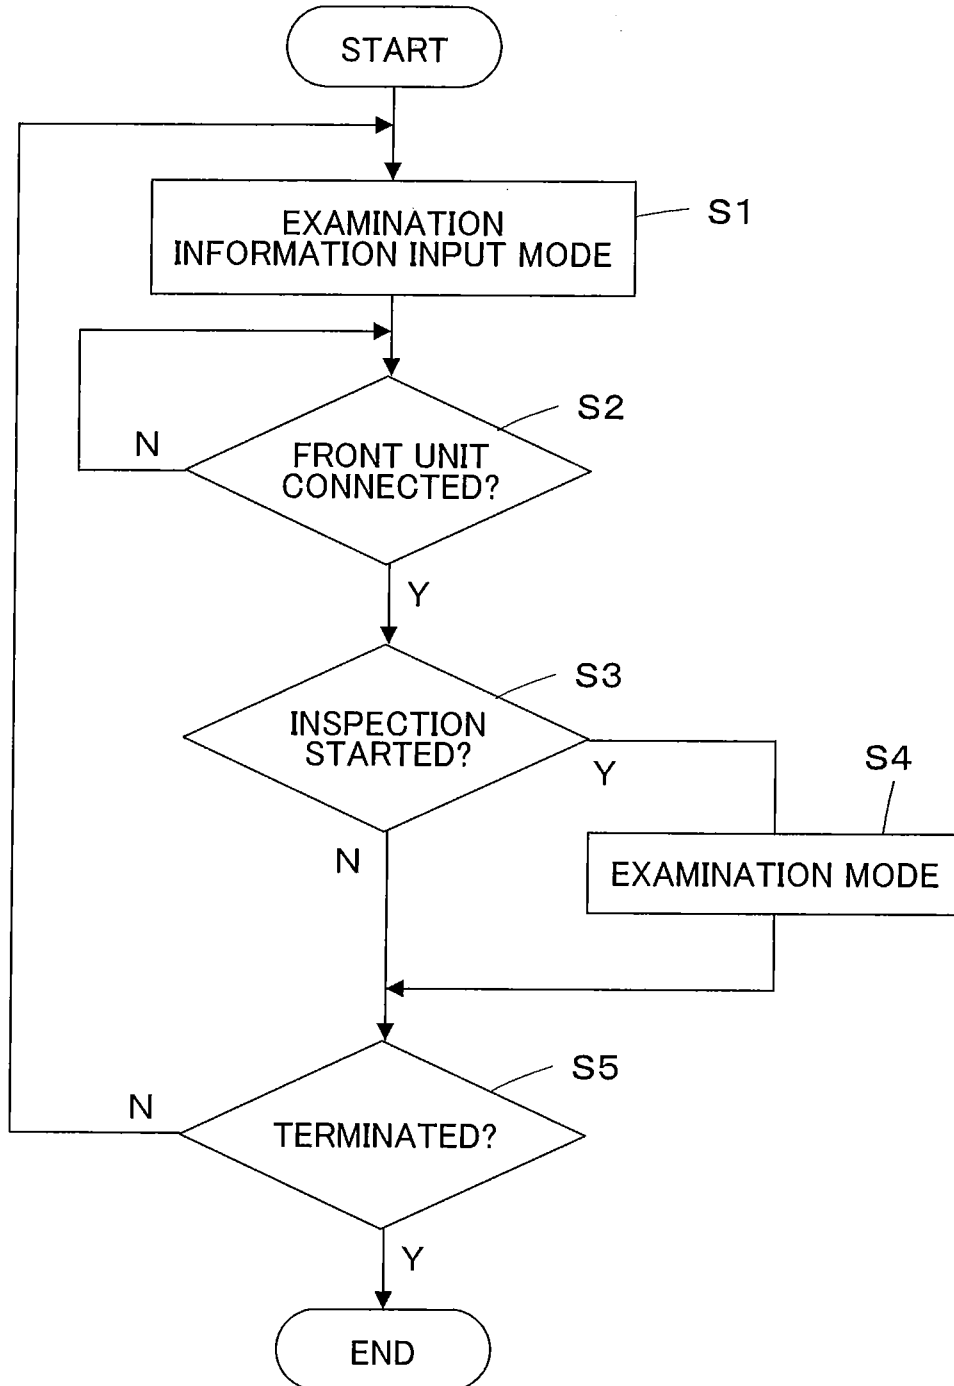 START
S1
EXAMINATION
INFORMATION INPUT MODE
S2
N
FRONT UNIT
CONNECTED?
Y
S3
INSPECTION
STARTED?
Y
S4
N
EXAMINATION MODE
S5
N
TERMINATED?
Y
END